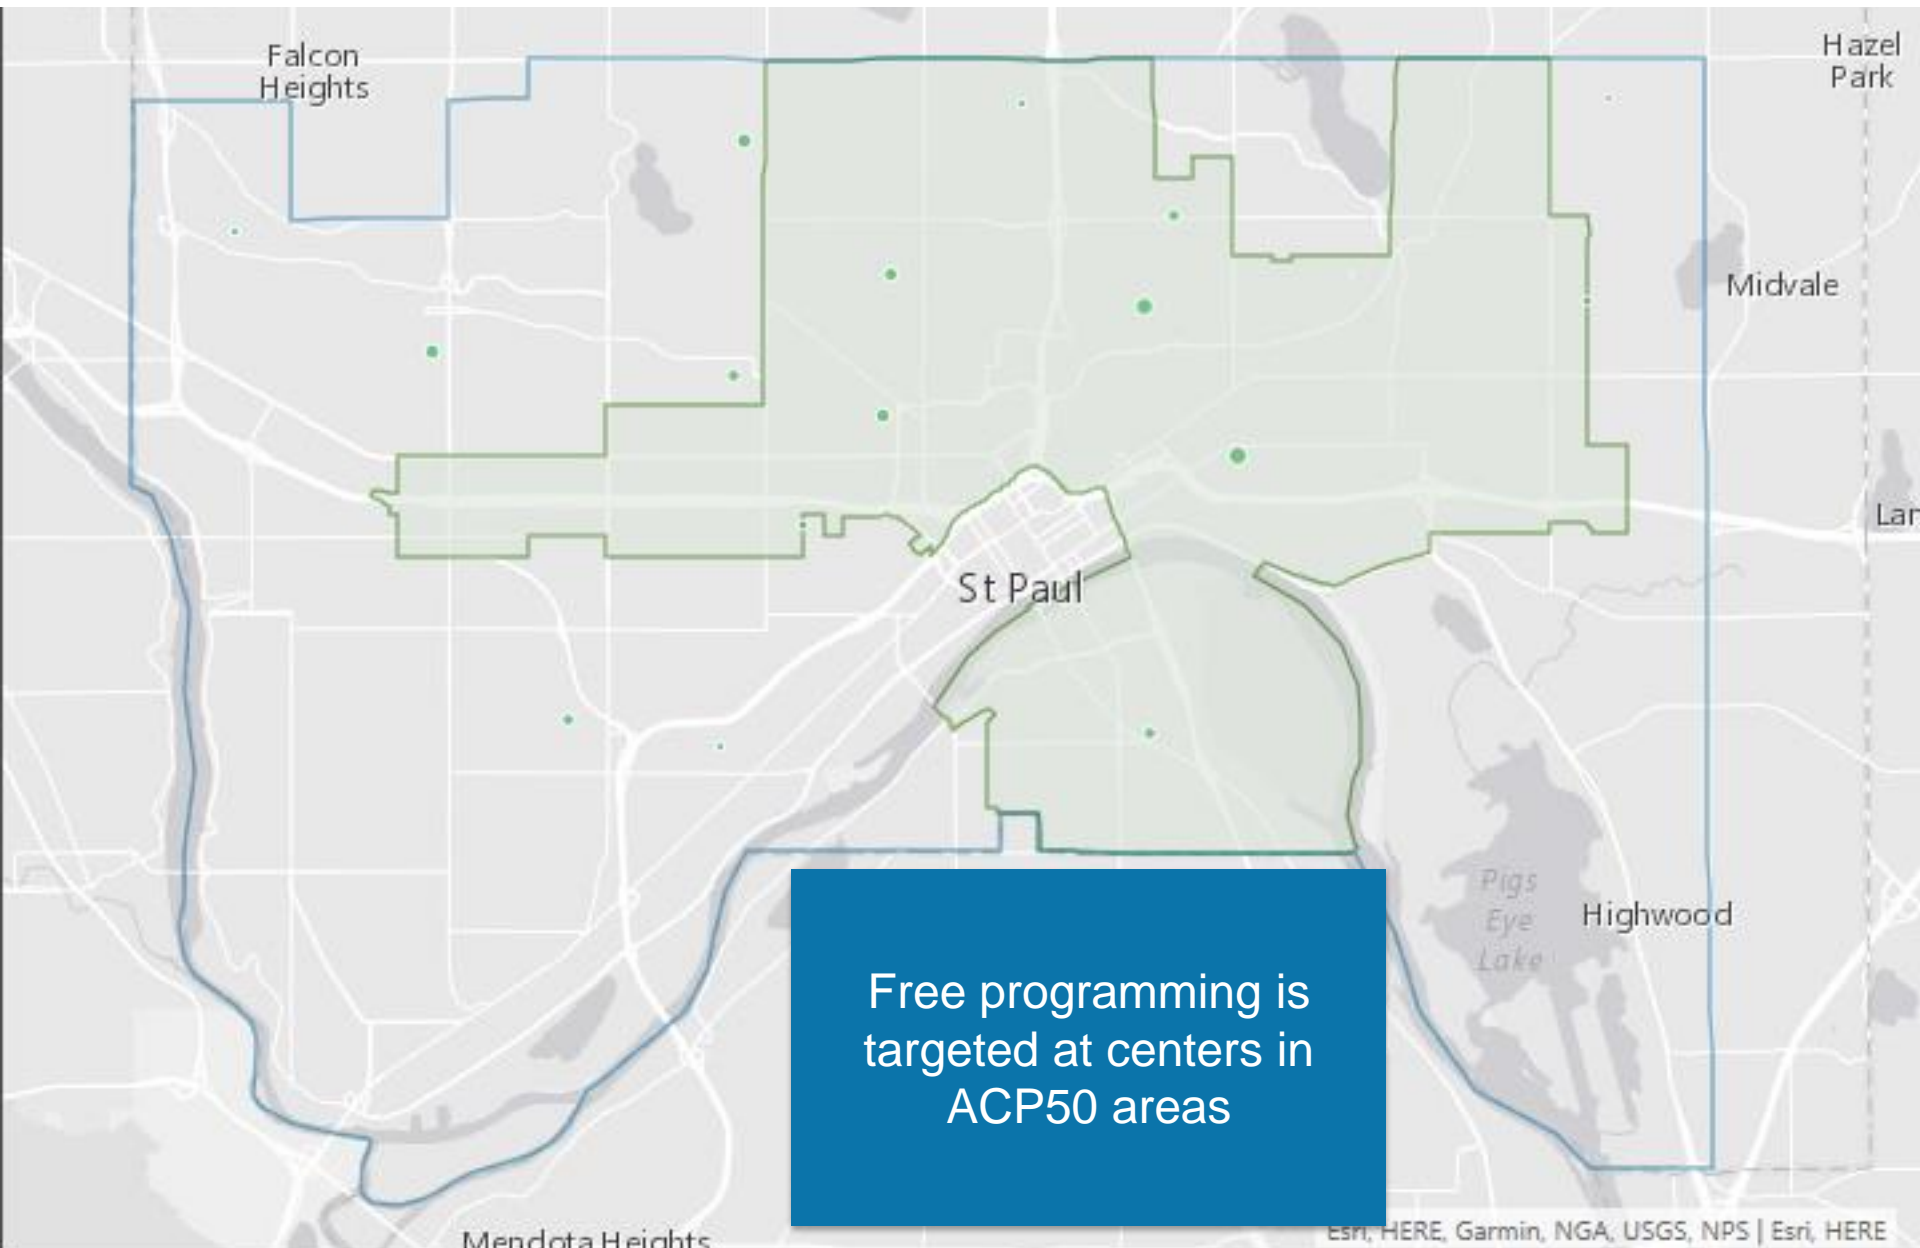 Falcon
Heights
Hazel
Park
Midvale
Lar
St Paul
Pigs
Eye
Lake
Highwood
Free programming is
targeted at centers in
ACP50 areas
Mendota Heights
Esri, HERE, Garmin, NGA, USGS, NPS | Esri, HERE